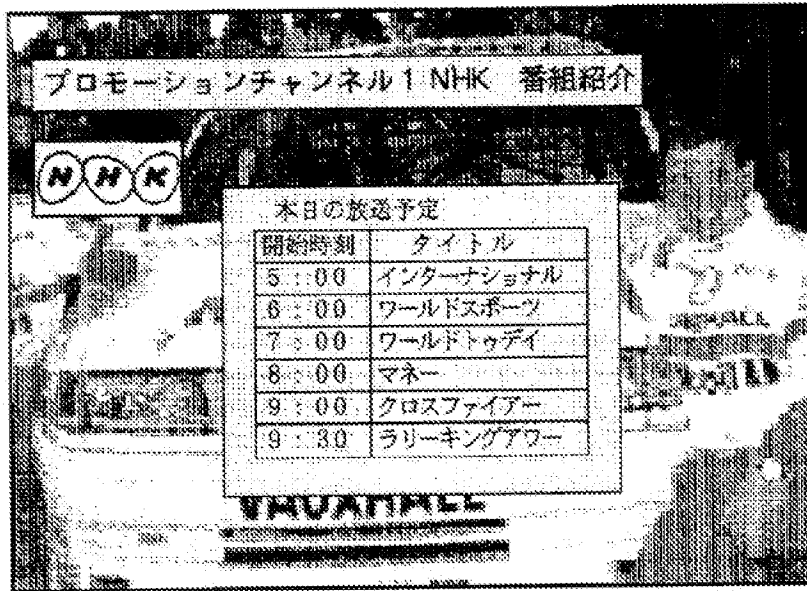 プロモーションチャンネル1 NHK 番組紹介
NHK
本日の放送予定
開始時刻 タイトル
5:00 インターナショナル
6:00 ワールドスポーツ
7:00 ワールドトゥデイ
8:00 マネー
9:00 クロスファイアー
9:30 ラリーキングアワー
VAUXHALL